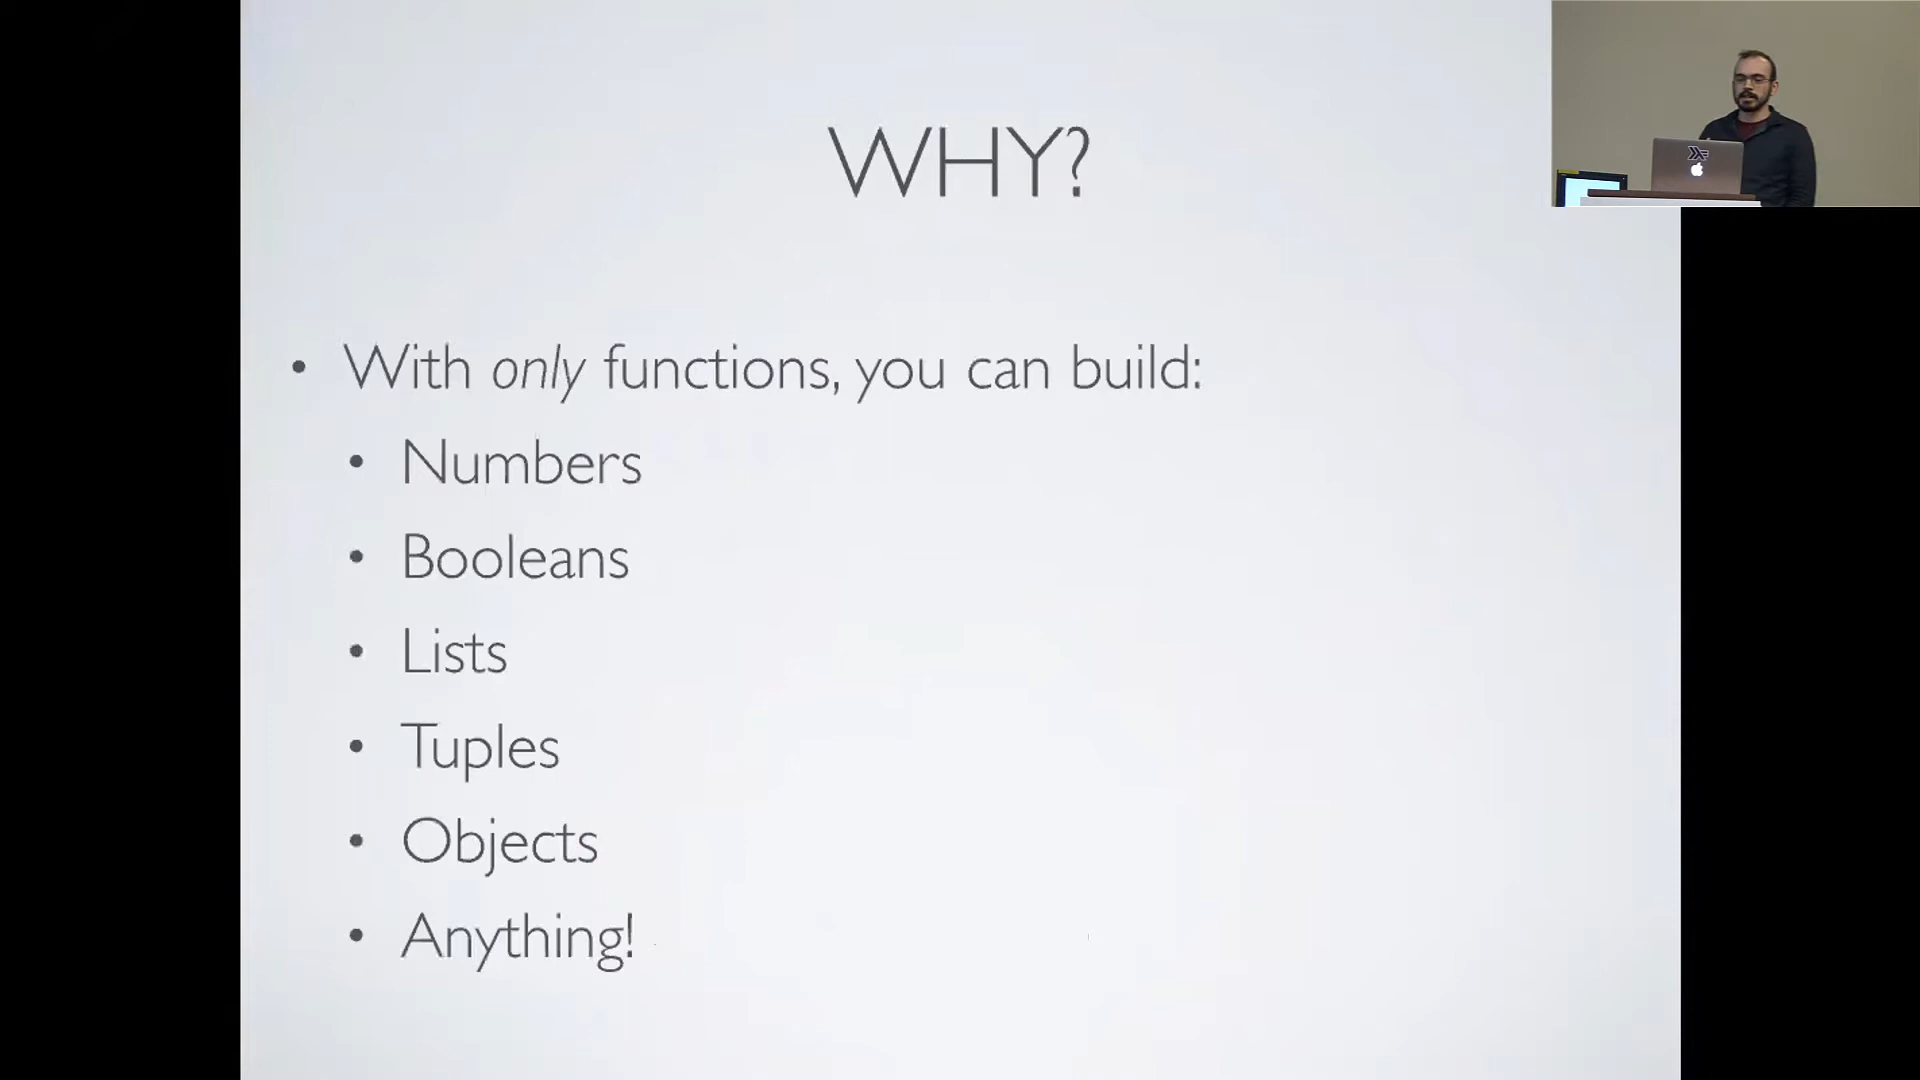 WHY?
With only functions, you can build:
Numbers
Booleans
Lists
Tuples
Objects
Anything!